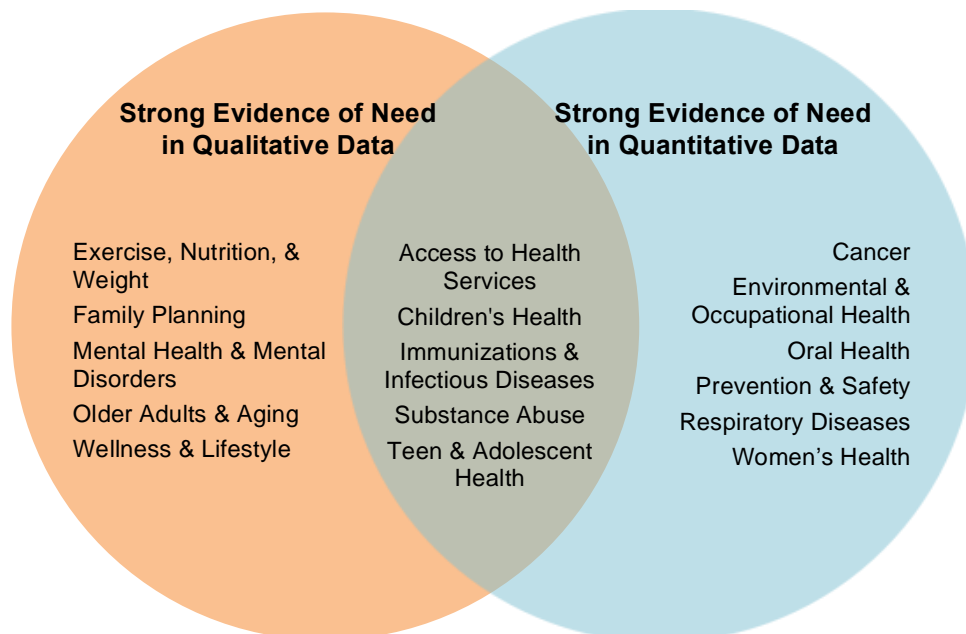 Strong Evidence of Need
in Qualitative Data
Strong Evidence of Need
in Quantitative Data
Exercise, Nutrition, &
Weight
Family Planning
Mental Health & Mental
Disorders
Older Adults & Aging
Wellness & Lifestyle
Access to Health
Services
Children's Health
Immunizations &
Infectious Diseases
Substance Abuse
Teen & Adolescent
Health
Cancer
Environmental &
Occupational Health
Oral Health
Prevention & Safety
Respiratory Diseases
Women’s Health